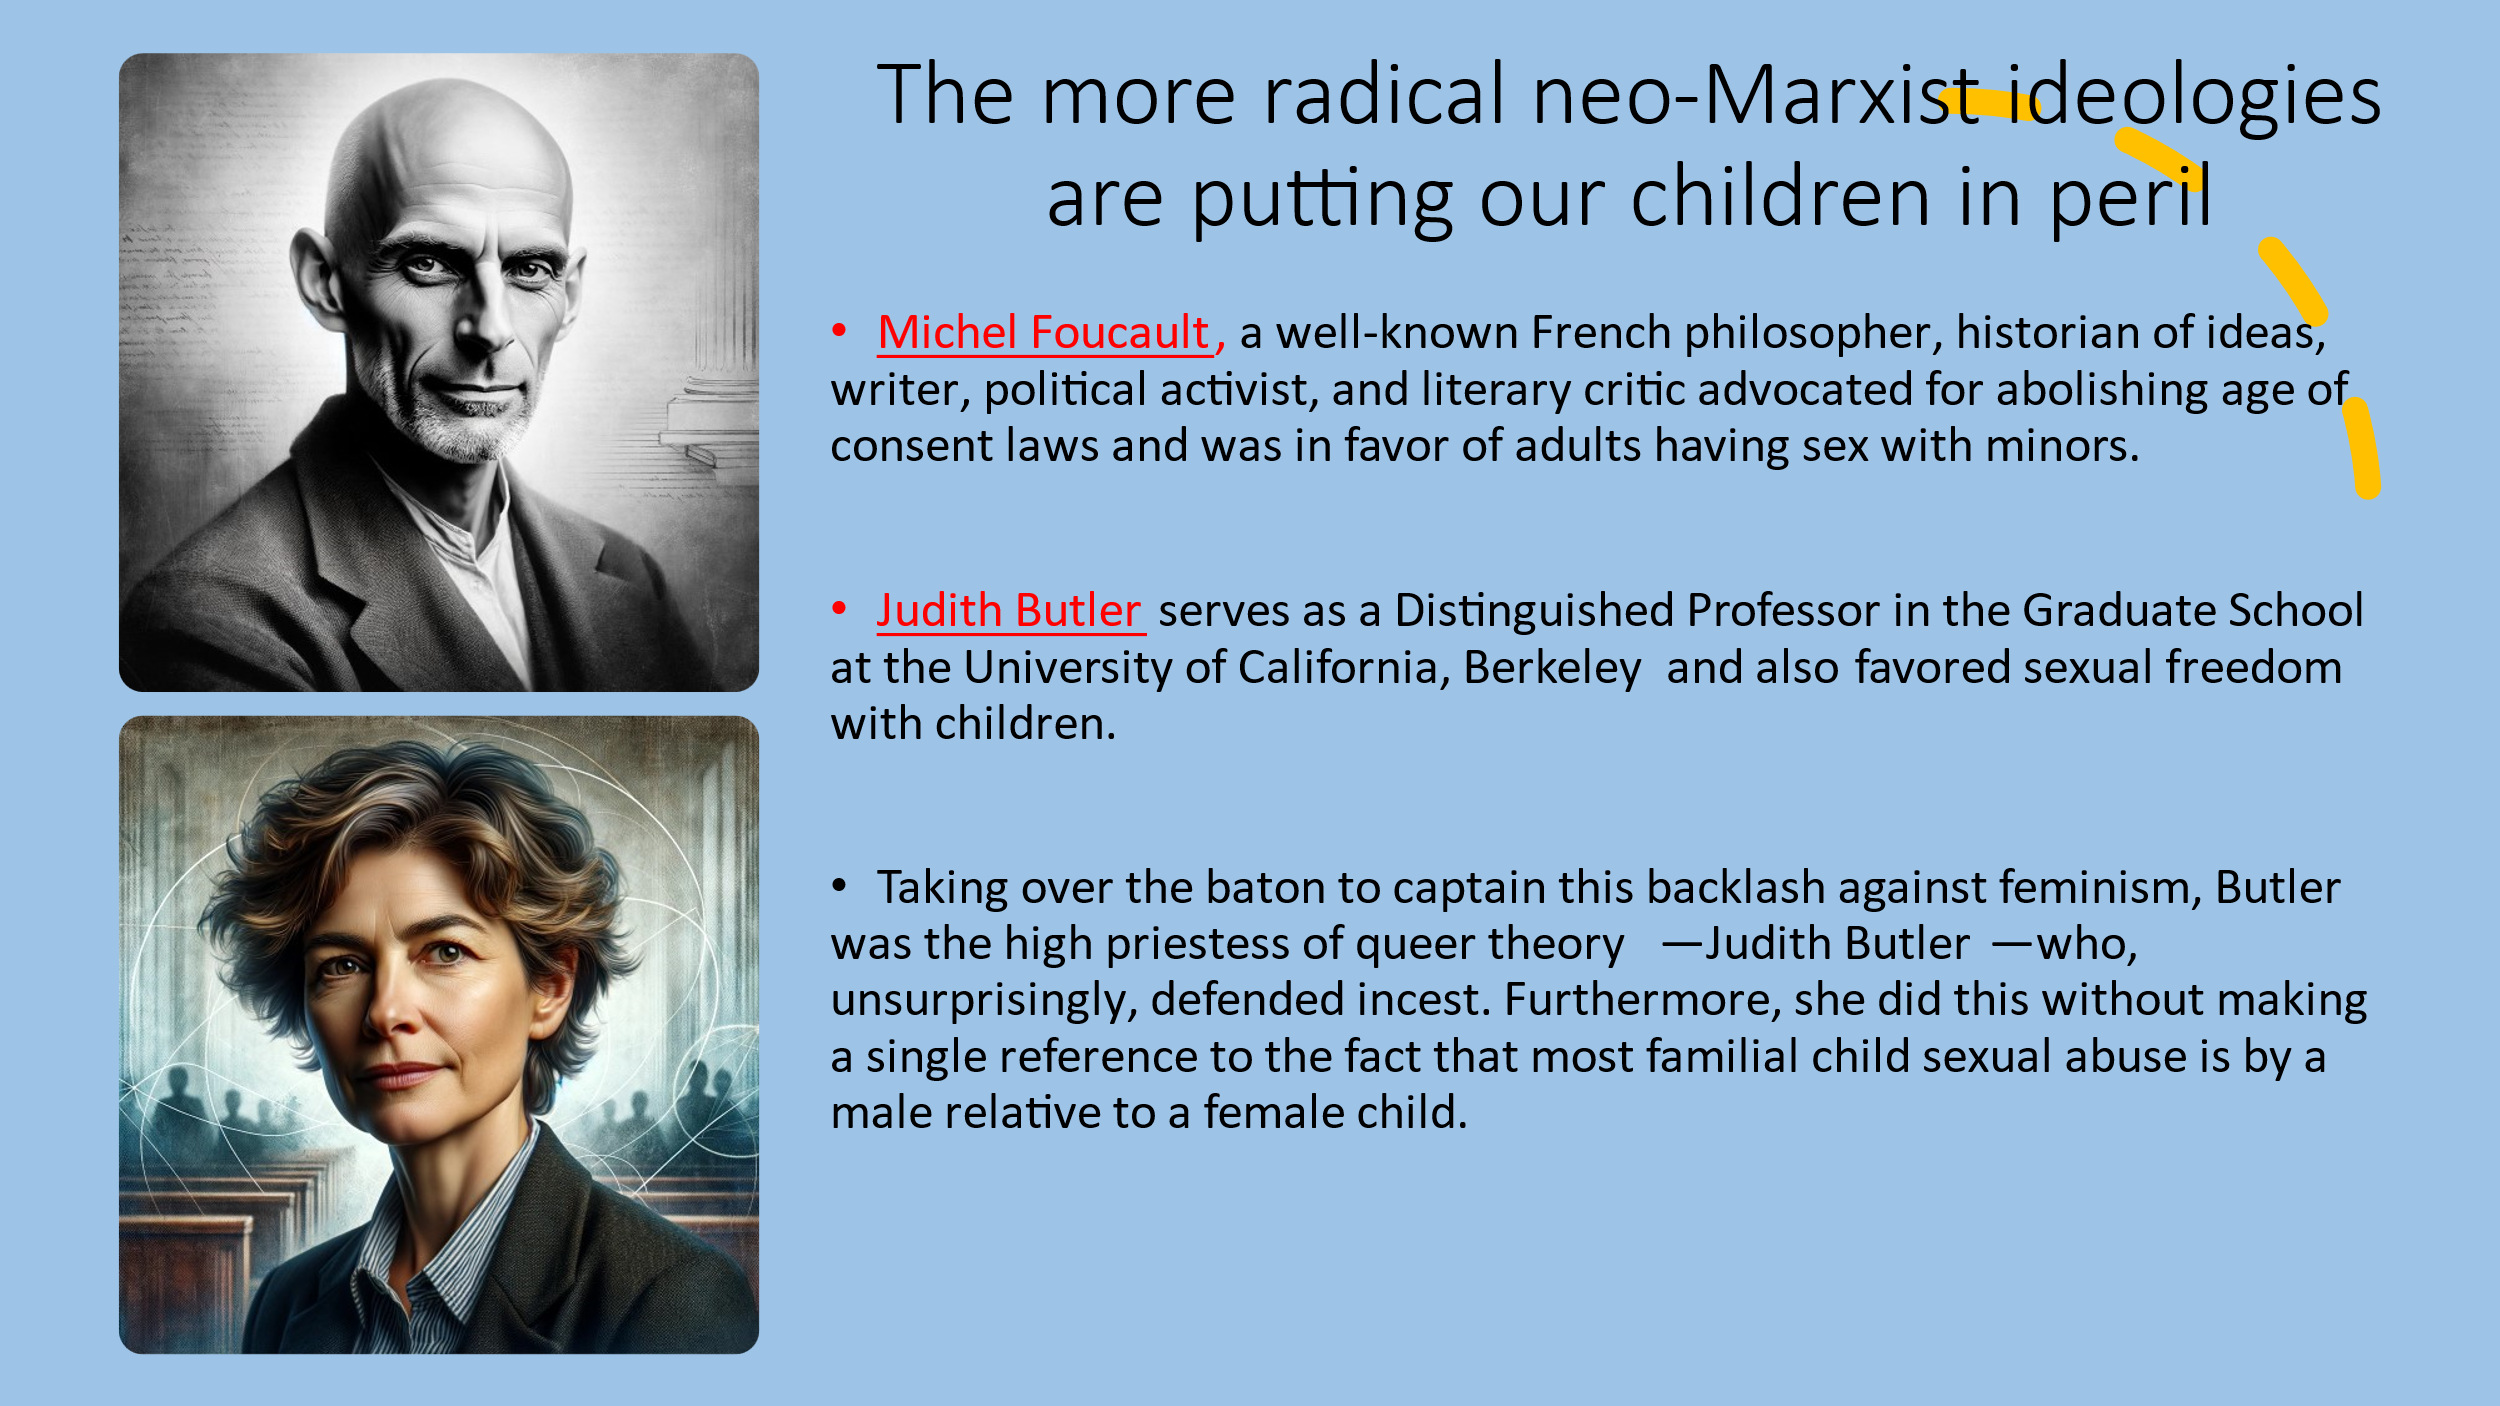 The more radical neo-Marxist ideologies
are putting our children in peril
• Michel Foucault, a well-known French philosopher, historian of ideas,
writer, political activist, and literary critic advocated for abolishing age of
consent laws and was in favor of adults having sex with minors.
• Judith Butler serves as a Distinguished Professor in the Graduate School
at the University of California, Berkeley and also favored sexual freedom
with children.
• Taking over the baton to captain this backlash against feminism, Butler
was the high priestess of queer theory —Judith Butler —who,
unsurprisingly, defended incest. Furthermore, she did this without making
a single reference to the fact that most familial child sexual abuse is by a
male relative to a female child.